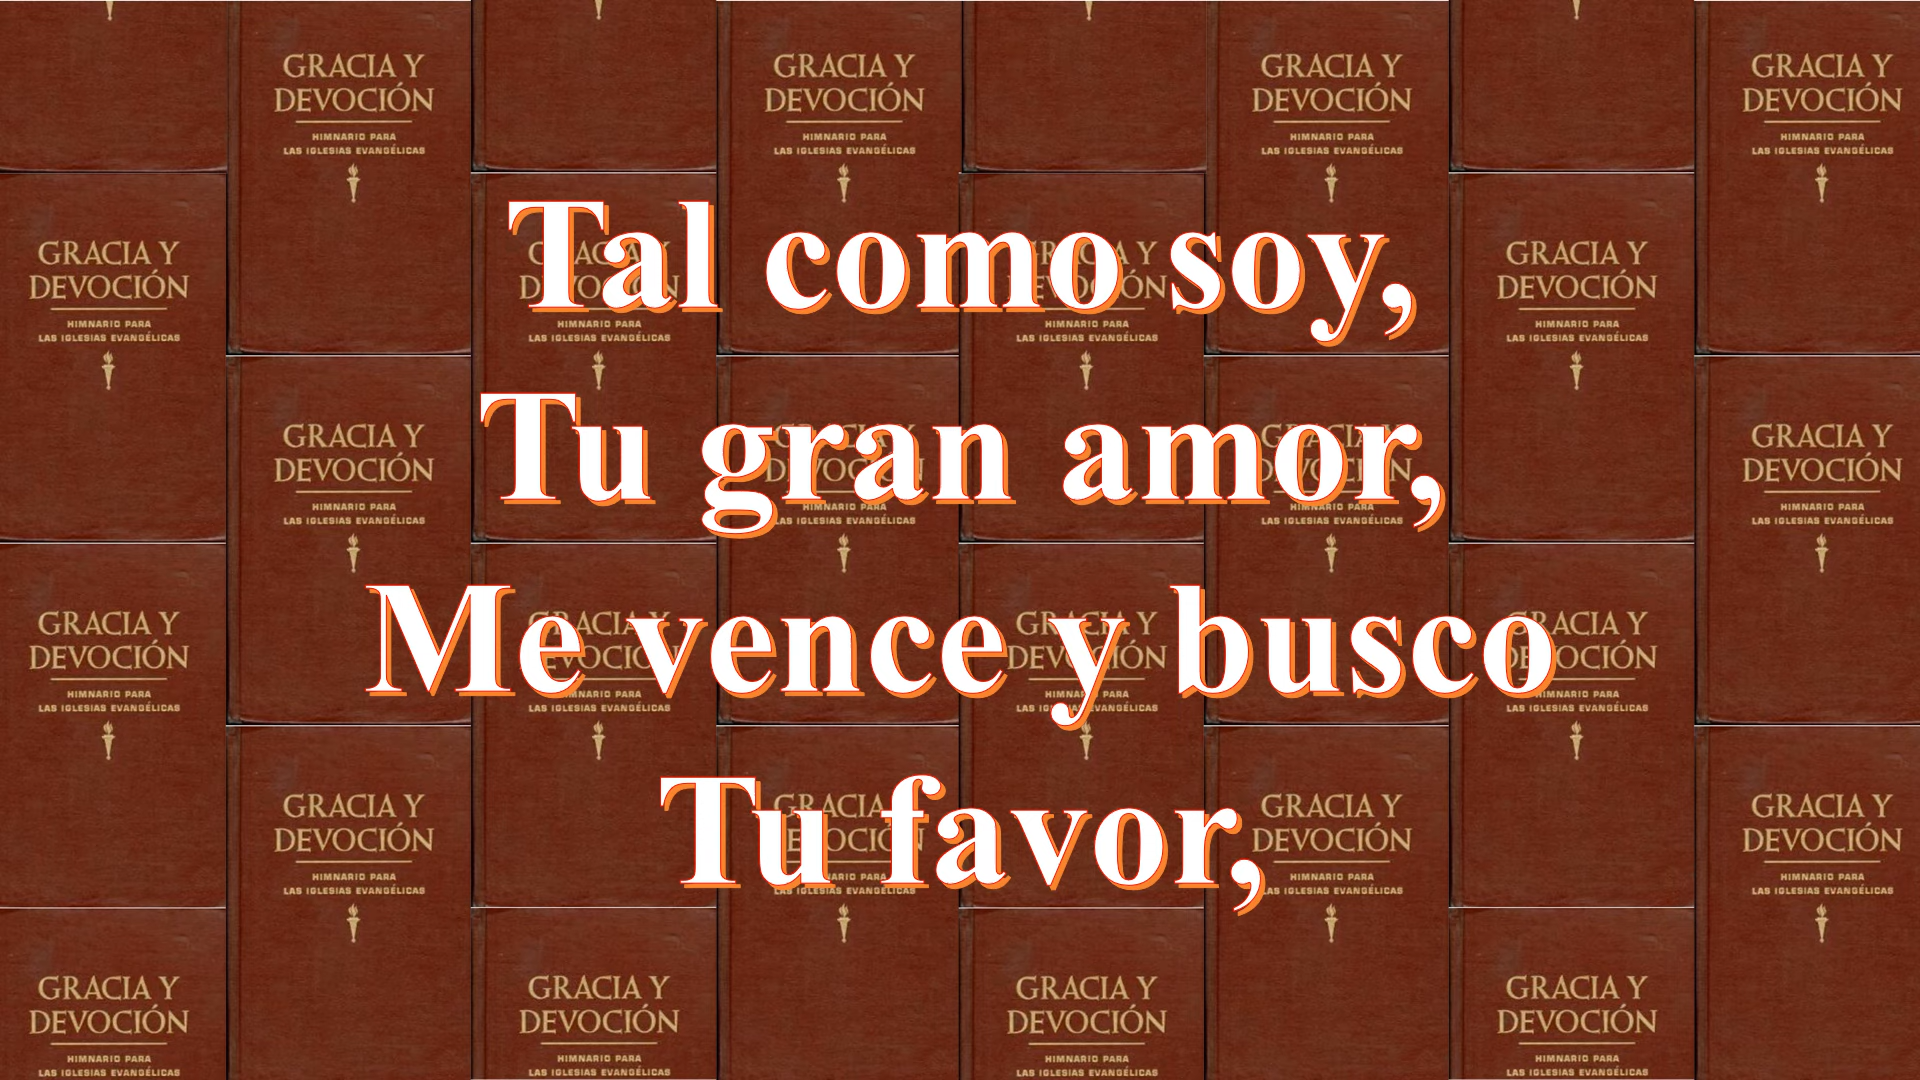 Tal como soy,
Tu gran amor,
Me vence y busco
Tu favor,
GRACIA Y
DEVOCIÓN
HIMNARIO PARA
LAS IGLESIAS EVANGÉLICAS